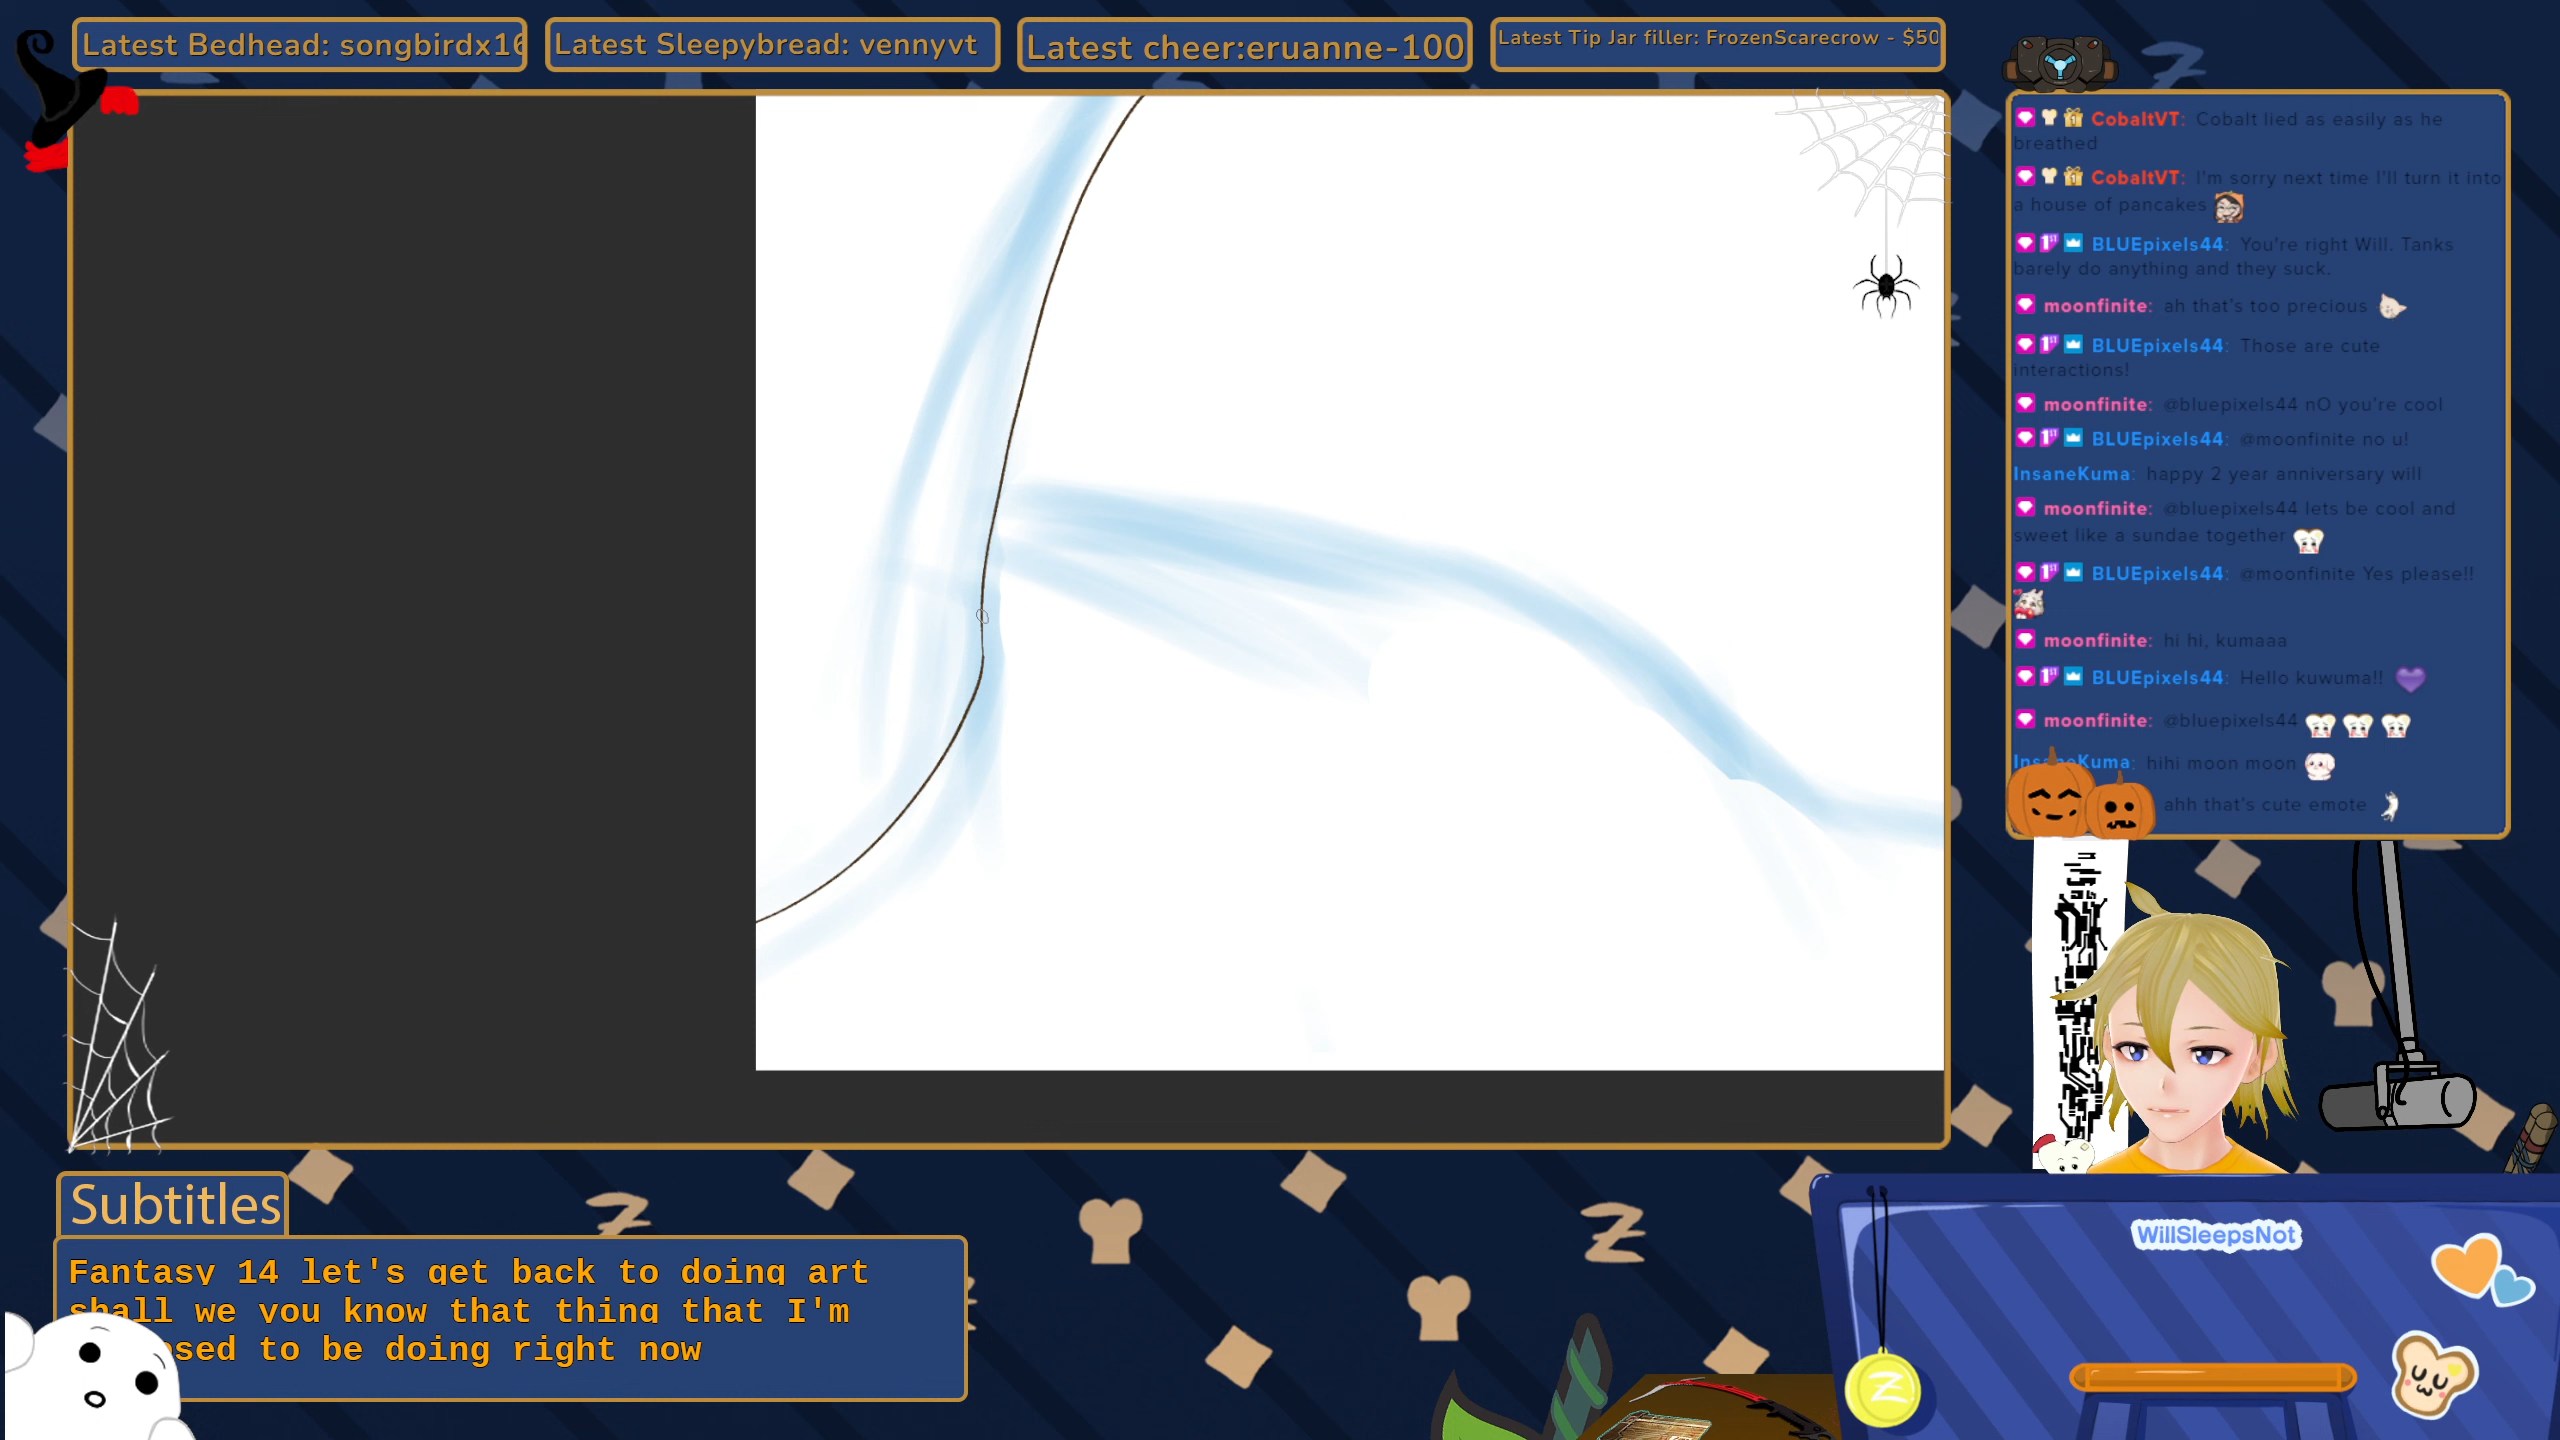 Latest Bedhead: songbirdx16
Latest Sleepybread: vennyvt
Latest cheer:eruanne-100
Latest Tip Jar filler: FrozenScarecrow - $50
CobaltVT: Cobalt lied as easily as he
breathed
CobaltVT: I'm sorry next time I'll turn it into
a house of pancakes
BLUEpixels44: You're right Will. Tanks
barely do anything and they suck.
moonfinite: ah that's too precious
BLUEpixels44: Those are cute
interactions!
moonfinite: @bluepixels44 nO you're cool
BLUEpixels44: @moonfinite no u!
InsaneKuma: happy 2 year anniversary will
moonfinite: @bluepixels44 lets be cool and
sweet like a sundae together
BLUEpixels44: @moonfinite Yes please!!
moonfinite: hi hi, kumaaa
BLUEpixels44: Hello kuwuma!!
moonfinite: @bluepixels44
InsaneKuma: hihi moon moon
ahh that's cute emote
Subtitles
Fantasy 14 let's get back to doing art
shall we you know that thing that I'm
osed to be doing right now
WillSleepsNot
Z